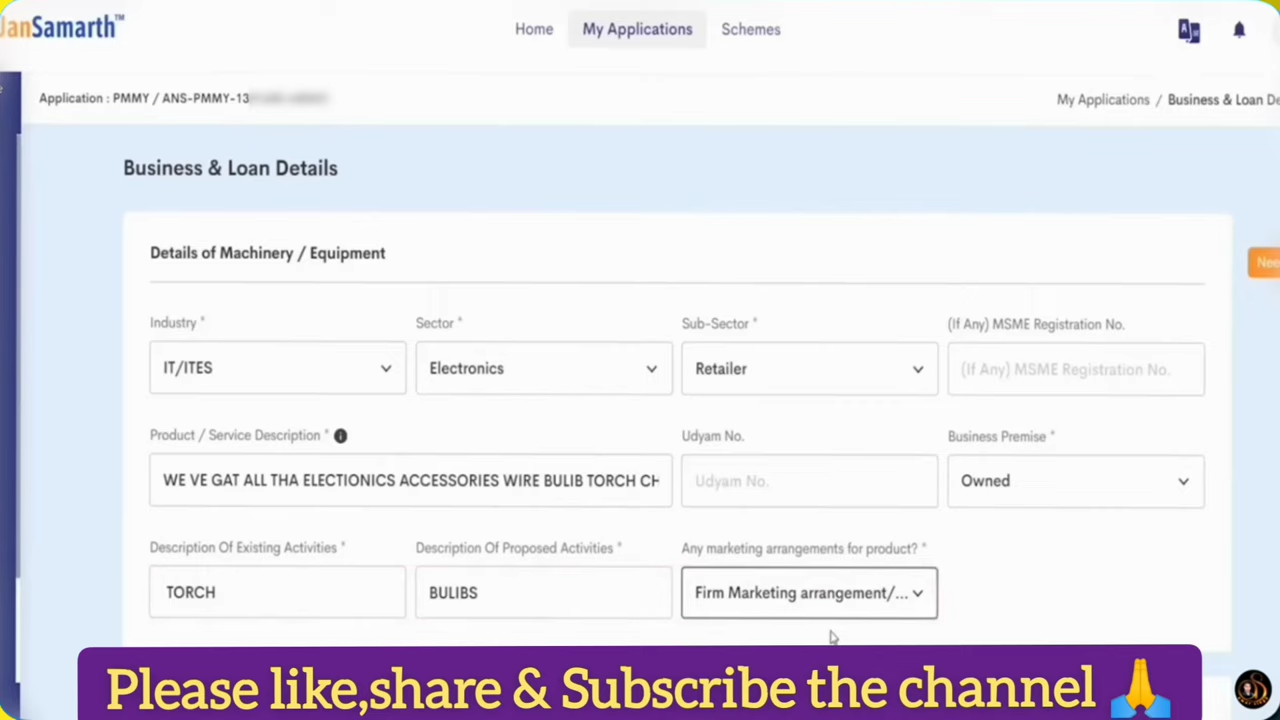 JanSamarth™
Home My Applications Schemes
Application : PMMY / ANS-PMMY-13
My Applications / Business & Loan De
Business & Loan Details
Details of Machinery / Equipment
Industry * Sector * Sub-Sector * (If Any) MSME Registration No.
IT/ITES Electronics Retailer (If Any) MSME Registration No.
Nee
Product / Service Description * Udyam No. Business Premise *
WE VE GAT ALL THA ELECTIONICS ACCESSORIES WIRE BULIB TORCH CH Udyam No. Owned
Description Of Existing Activities * Description Of Proposed Activities * Any marketing arrangements for product? *
TORCH BULIBS Firm Marketing arrangement/...
Please like,share & Subscribe the channel 🙏